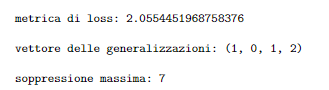 metrica di loss: 2.0554451968758376
vettore delle generalizzazioni: (1, 0, 1, 2)
soppressione massima: 7